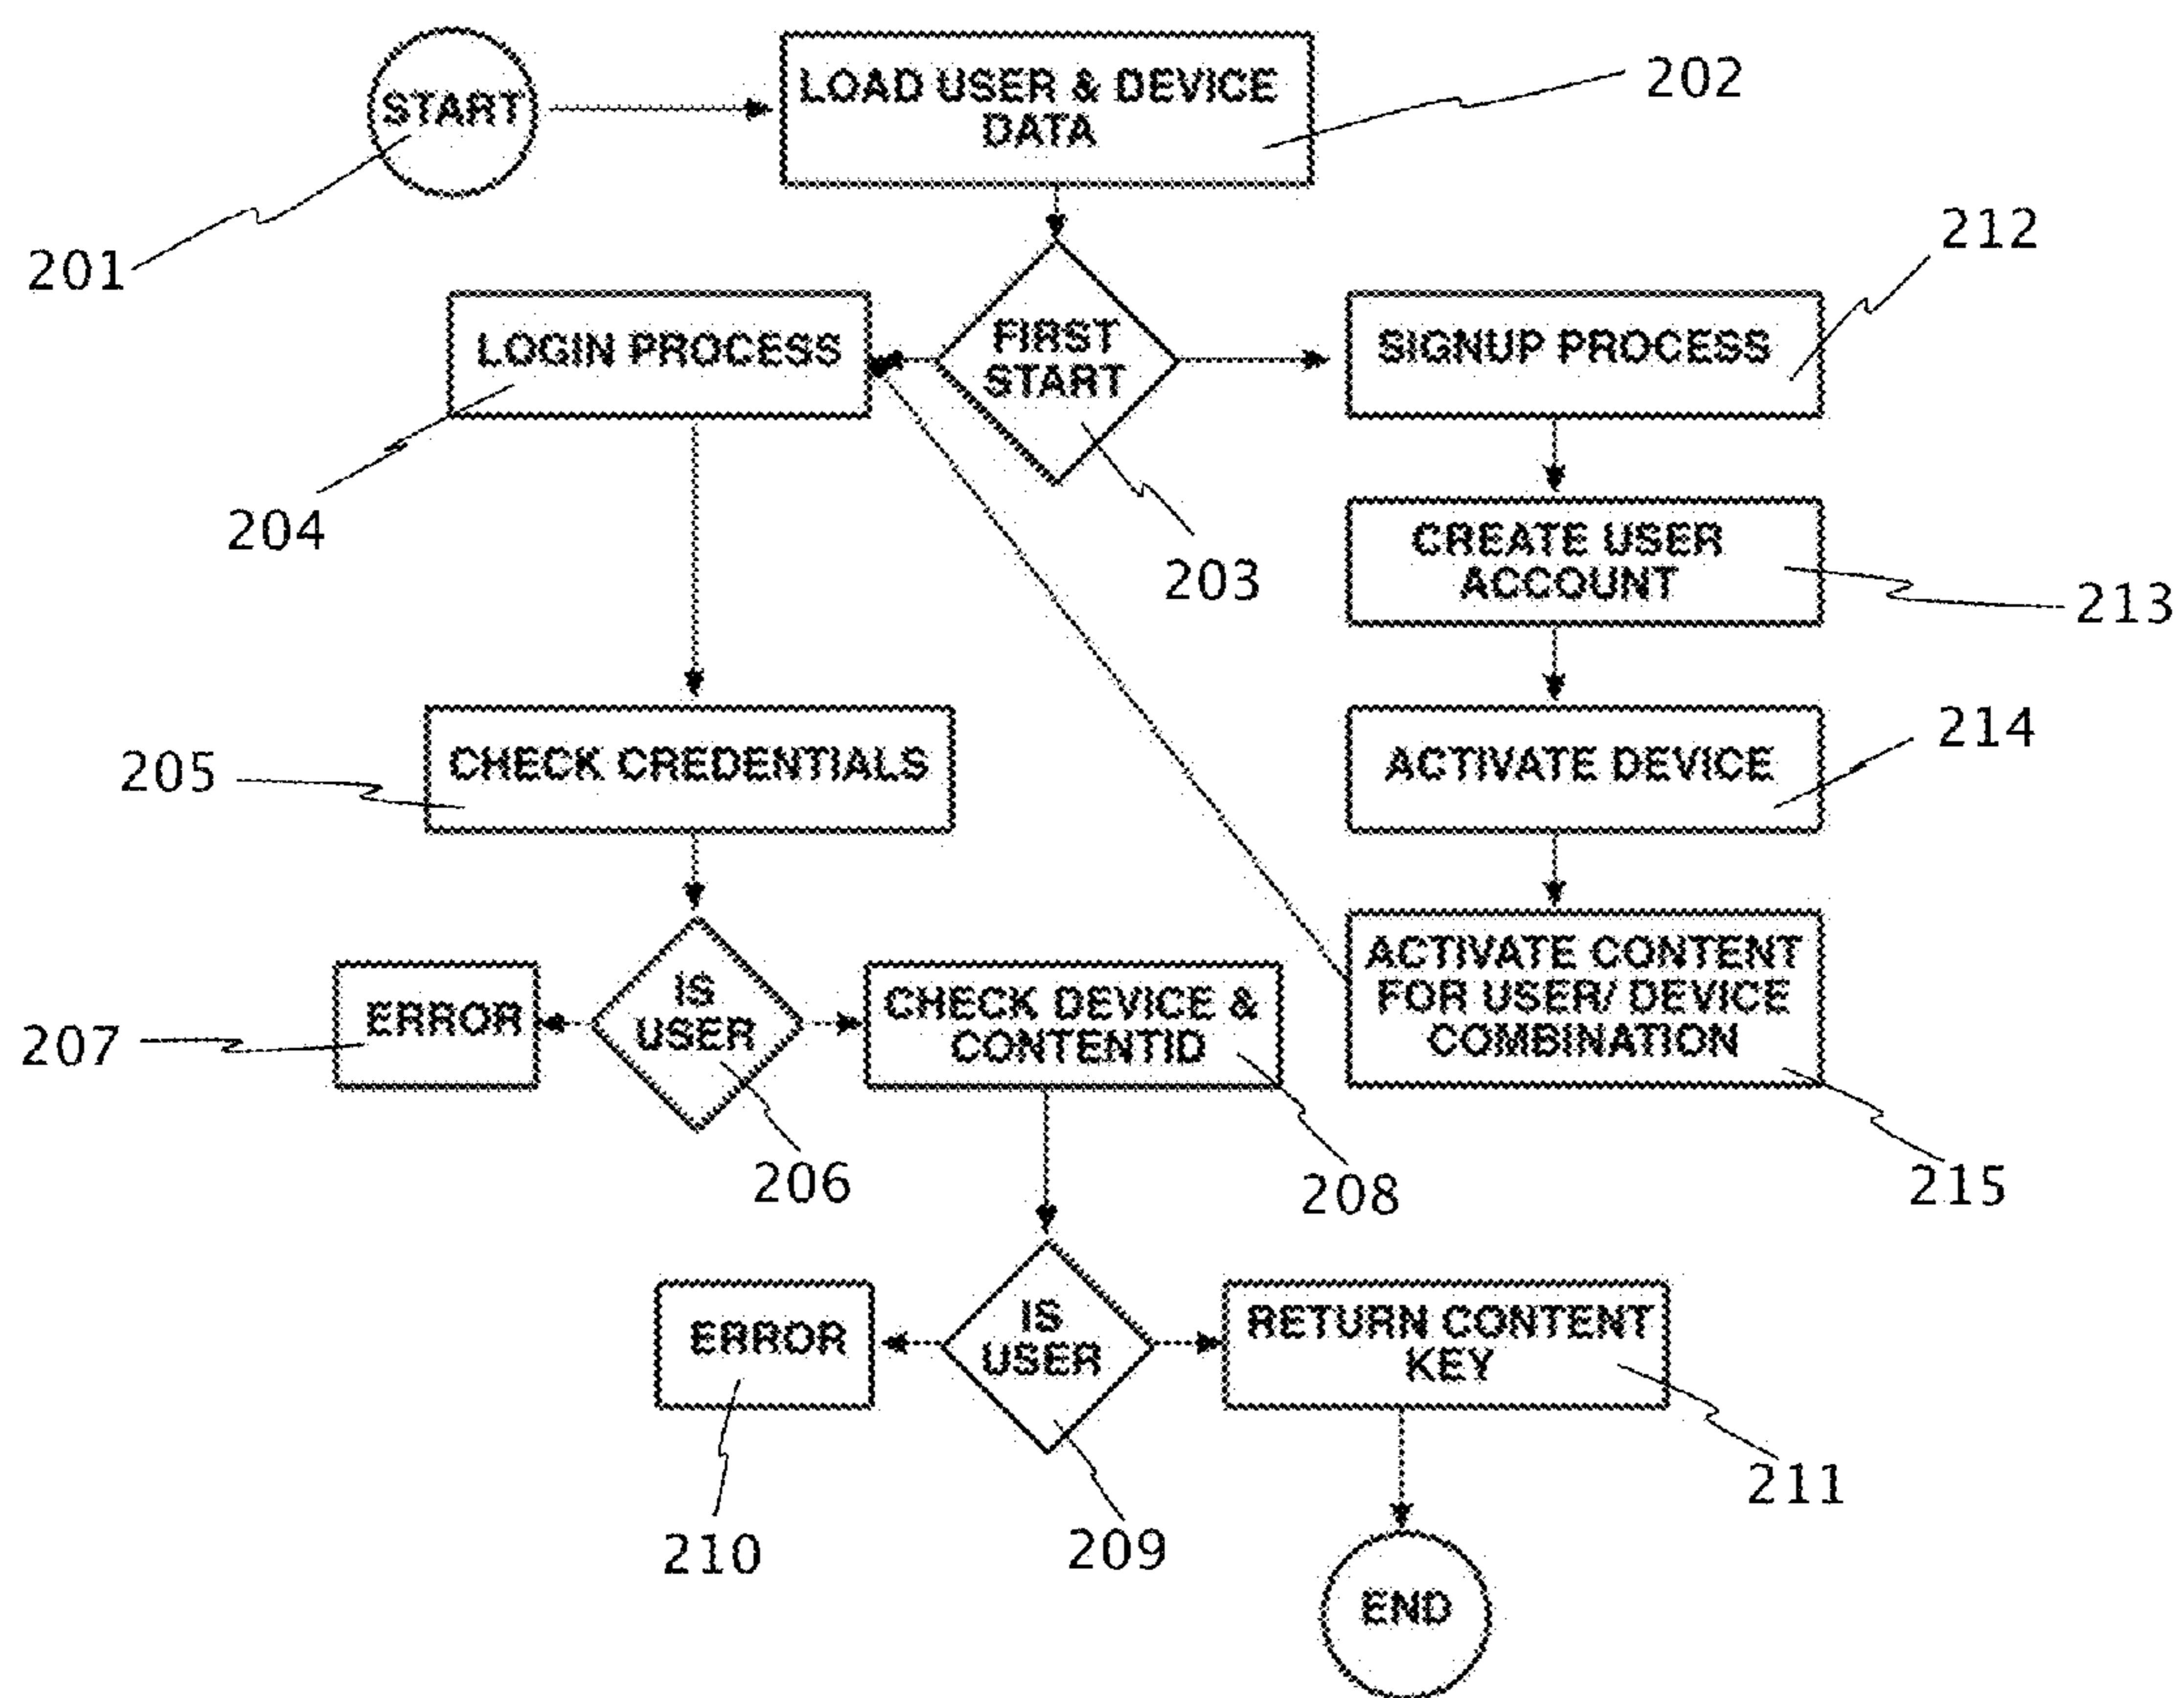 START
LOAD USER & DEVICE
DATA
202
201
212
LOGIN PROCESS
FIRST
START
SIGNUP PROCESS
204
203
CREATE USER
ACCOUNT
213
205
CHECK CREDENTIALS
ACTIVATE DEVICE
214
207
ERROR
IS
USER
CHECK DEVICE &
CONTENTID
ACTIVATE CONTENT
FOR USER/ DEVICE
COMBINATION
206
208
215
ERROR
IS
USER
RETURN CONTENT
KEY
210
209
211
END